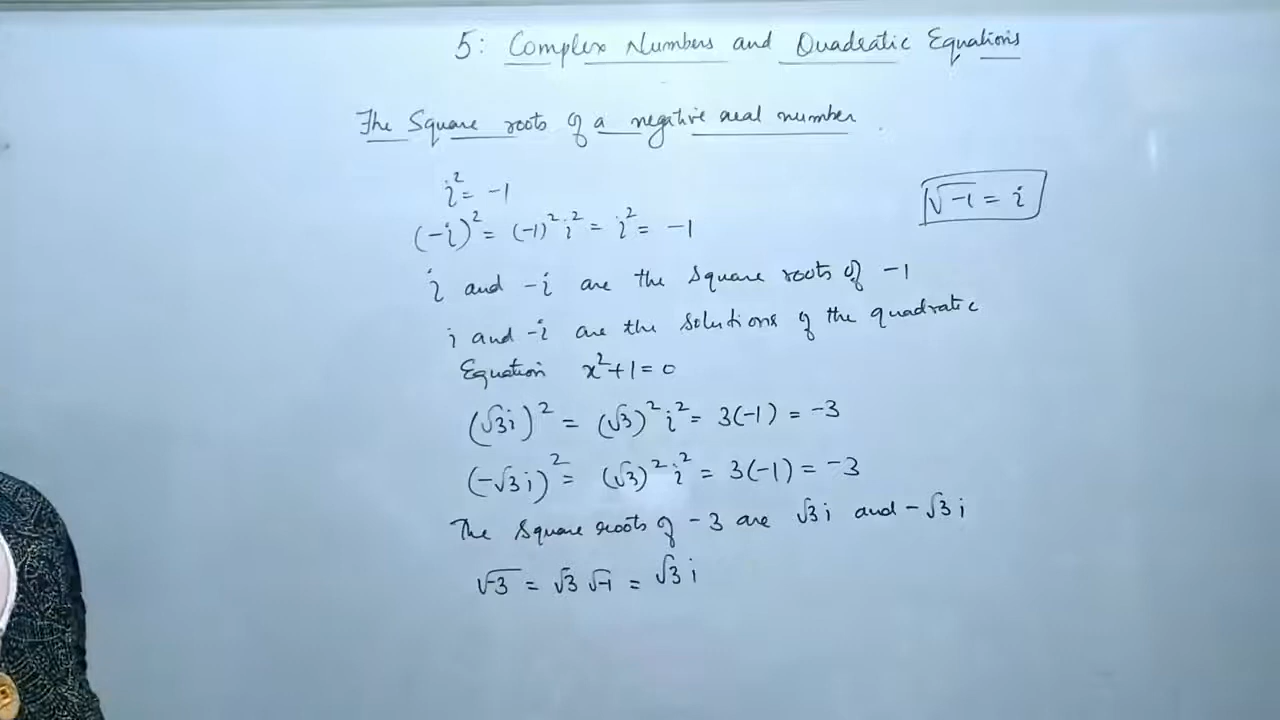 5: Complex Numbers and Quadratic Equations
The Square roots of a negative real number
i² = -1
√-1 = i
(-i)² = (-1)² i² = i² = -1
i and -i are the square roots of -1
i and -i are the solutions of the quadratic
Equation x²+1=0
(√3i)² = (√3)² i² = 3(-1) = -3
(-√3i)² = (√3)² i² = 3(-1) = -3
The square roots of -3 are √3i and -√3i
√-3 = √3 √-1 = √3i